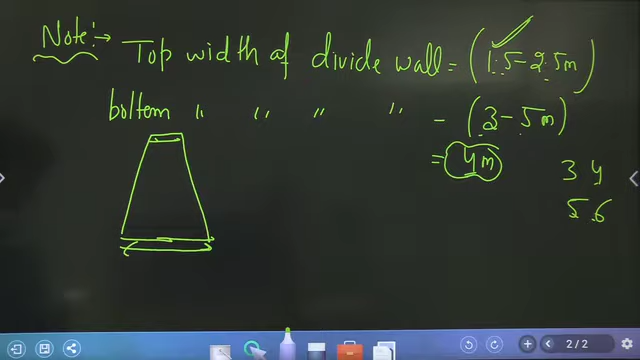 Note:→ Top width of divide wall = (1.5-2.5m)
bottom " " " " - (3-5m)
= 4m
3 4
5 6
2/2